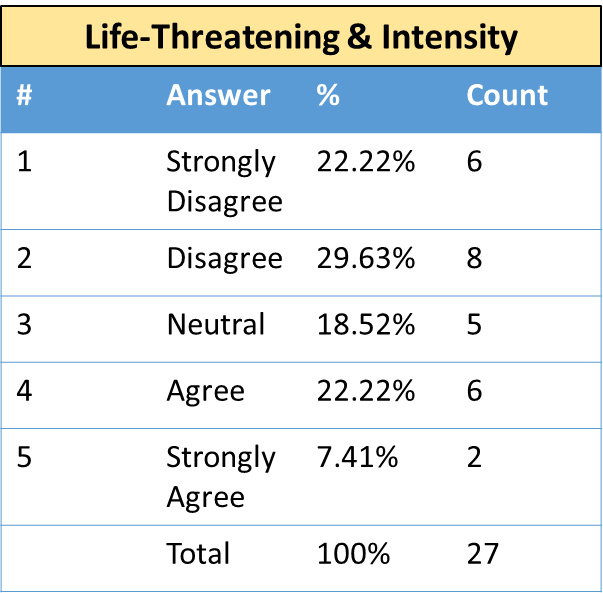 Life-Threatening & Intensity
# Answer % Count
1 Strongly 22.22% 6
Disagree
2 Disagree 29.63% 8
3 Neutral 18.52% 5
4 Agree 22.22% 6
5 Strongly 7.41% 2
Agree
Total 100% 27